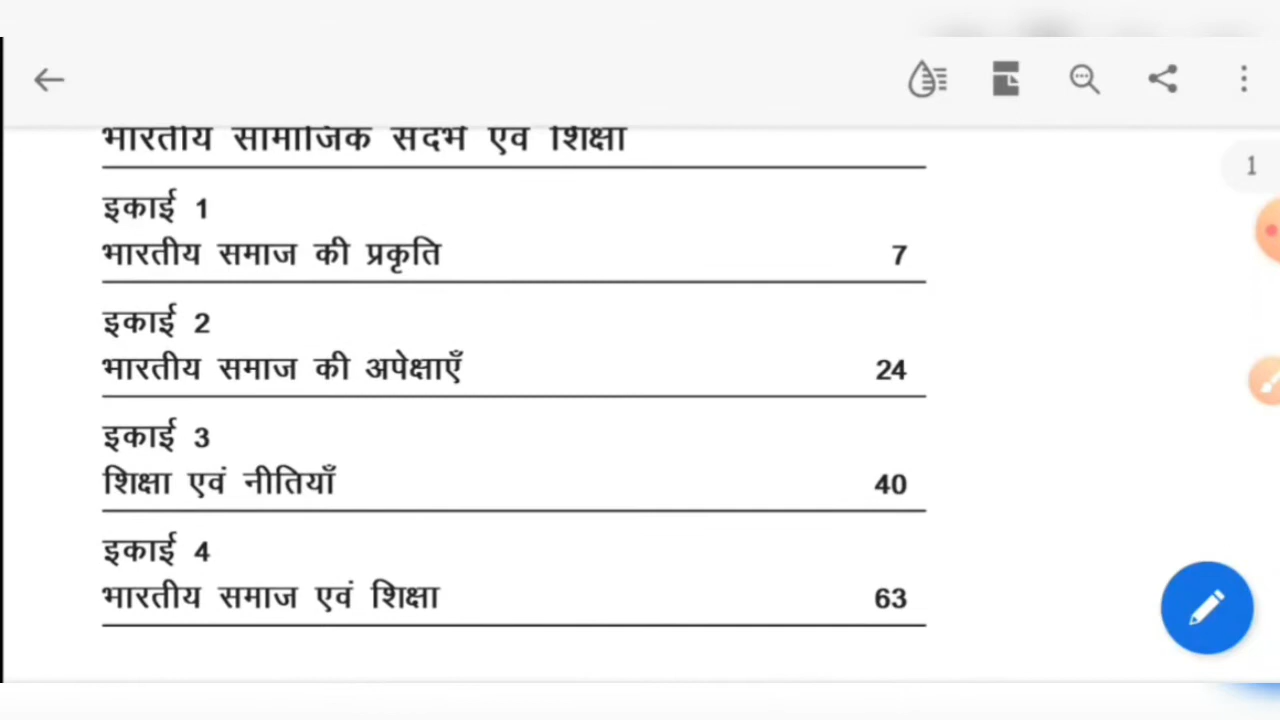 भारतीय सामाजिक संदर्भ एवं शिक्षा
1
इकाई 1
भारतीय समाज की प्रकृति 7
इकाई 2
भारतीय समाज की अपेक्षाएँ 24
इकाई 3
शिक्षा एवं नीतियाँ 40
इकाई 4
भारतीय समाज एवं शिक्षा 63